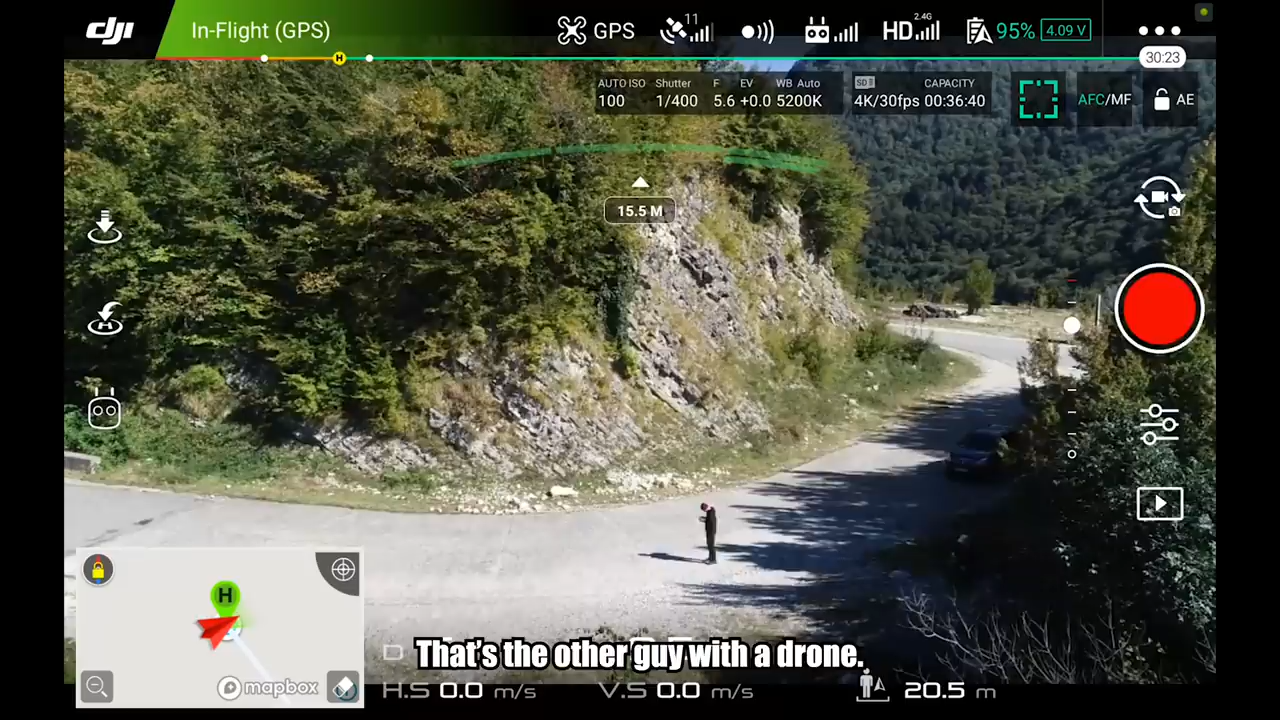 dji In-Flight (GPS) GPS 11 HD 2.4G 95% 4.09 V
30:23
AUTO ISO Shutter F EV WB Auto SD CAPACITY
100 1/400 5.6 +0.0 5200K 4K/30fps 00:36:40 AFC/MF AE
15.5 M
H
H
H
mapbox
That's the other guy with a drone.
D
H.S 0.0 m/s V.S 0.0 m/s 20.5 m